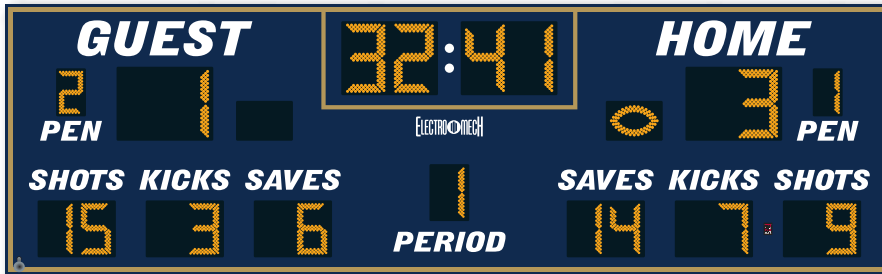 GUEST 32:41 HOME
2 1 3 1
PEN ELECTRO-MECH PEN
SHOTS KICKS SAVES 1 SAVES KICKS SHOTS
15 3 6 PERIOD 14 7 9